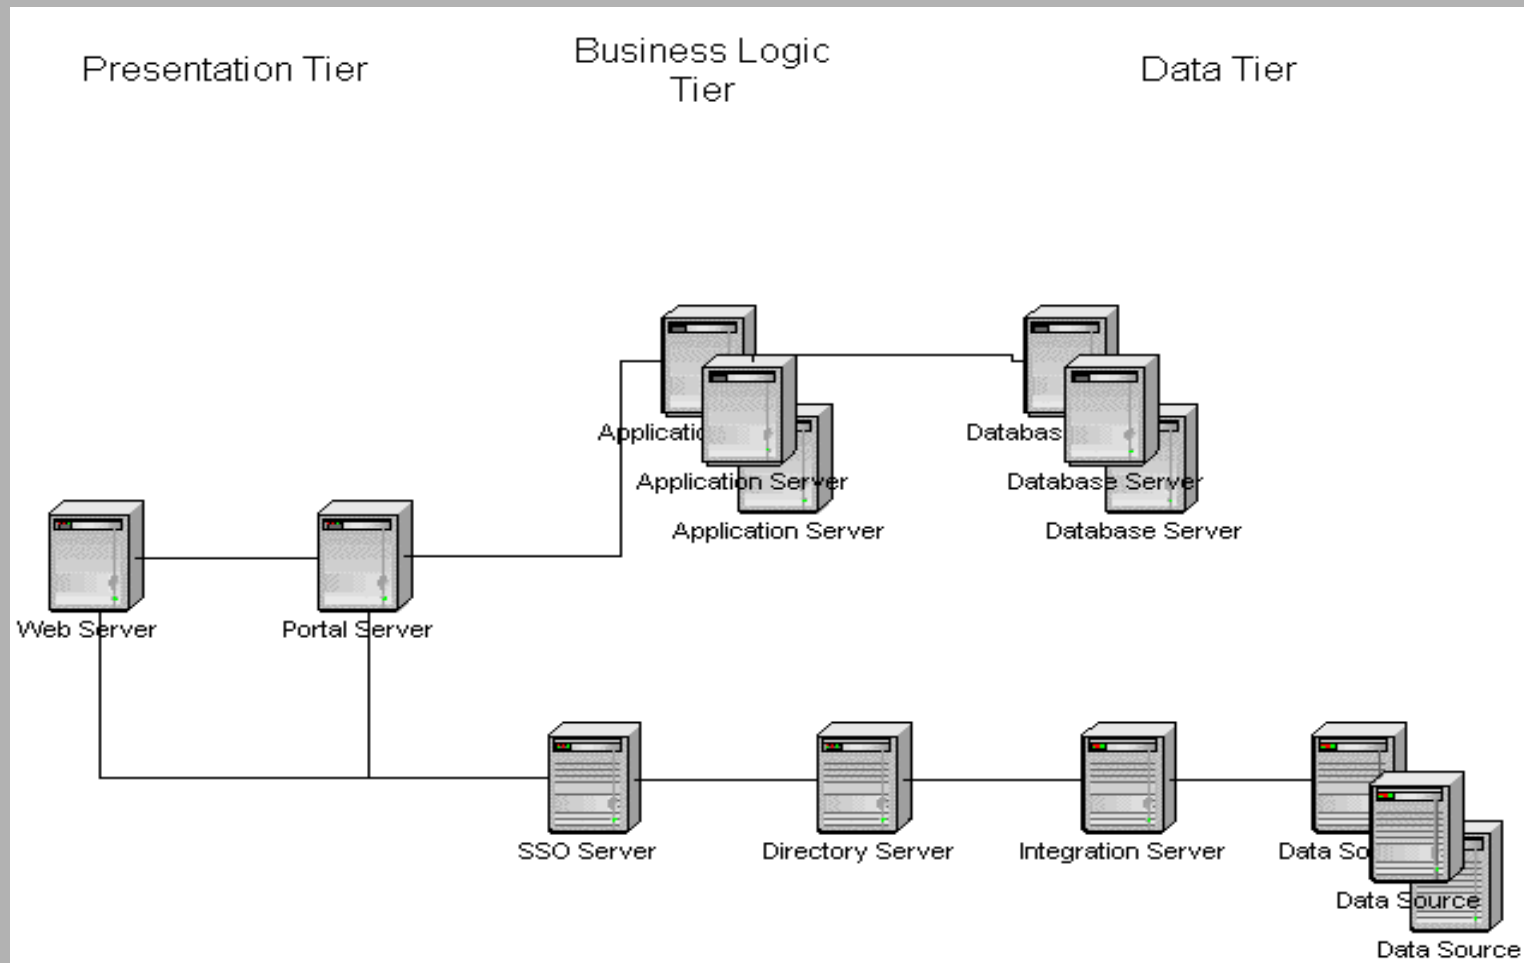 Presentation Tier
Business Logic
Tier
Data Tier
Application Server
Application Server
Database Server
Database Server
Web Server
Portal Server
SSO Server
Directory Server
Integration Server
Data
Data Source
Data Source